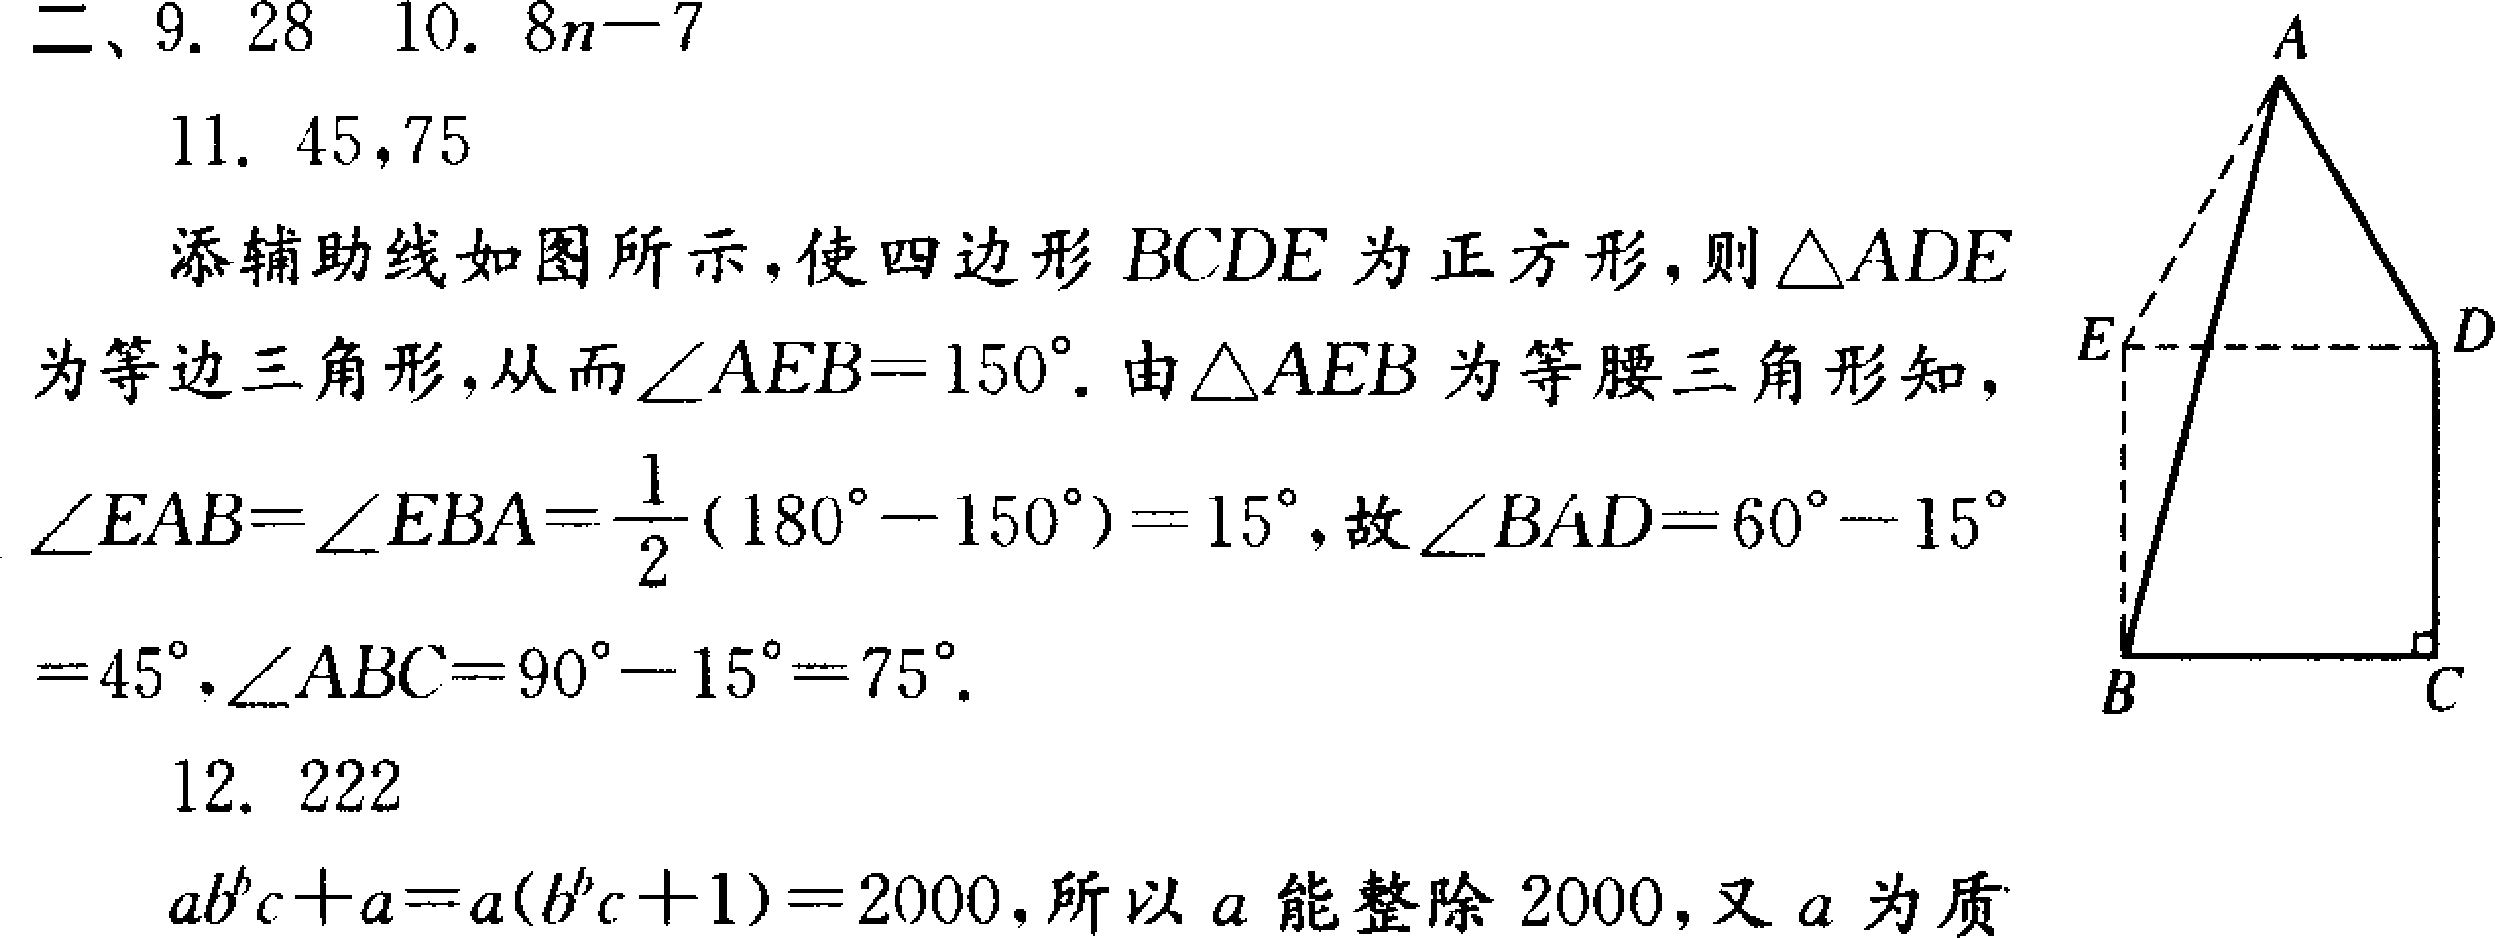 二、9. 28 10. 8n－7
11. 45,75
添辅助线如图所示,使四边形 BCDE 为正方形,则△ADE
为等边三角形,从而∠AEB＝150°. 由△AEB 为等腰三角形知,
∠EAB＝∠EBA＝\frac{1}{2}(180°－150°)＝15°,故∠BAD＝60°－15°
＝45°,∠ABC＝90°－15°＝75°.
12. 222
ab^bc＋a＝a(b^bc＋1)＝2000,所以 a 能整除 2000,又 a 为质
A
E
D
B
C